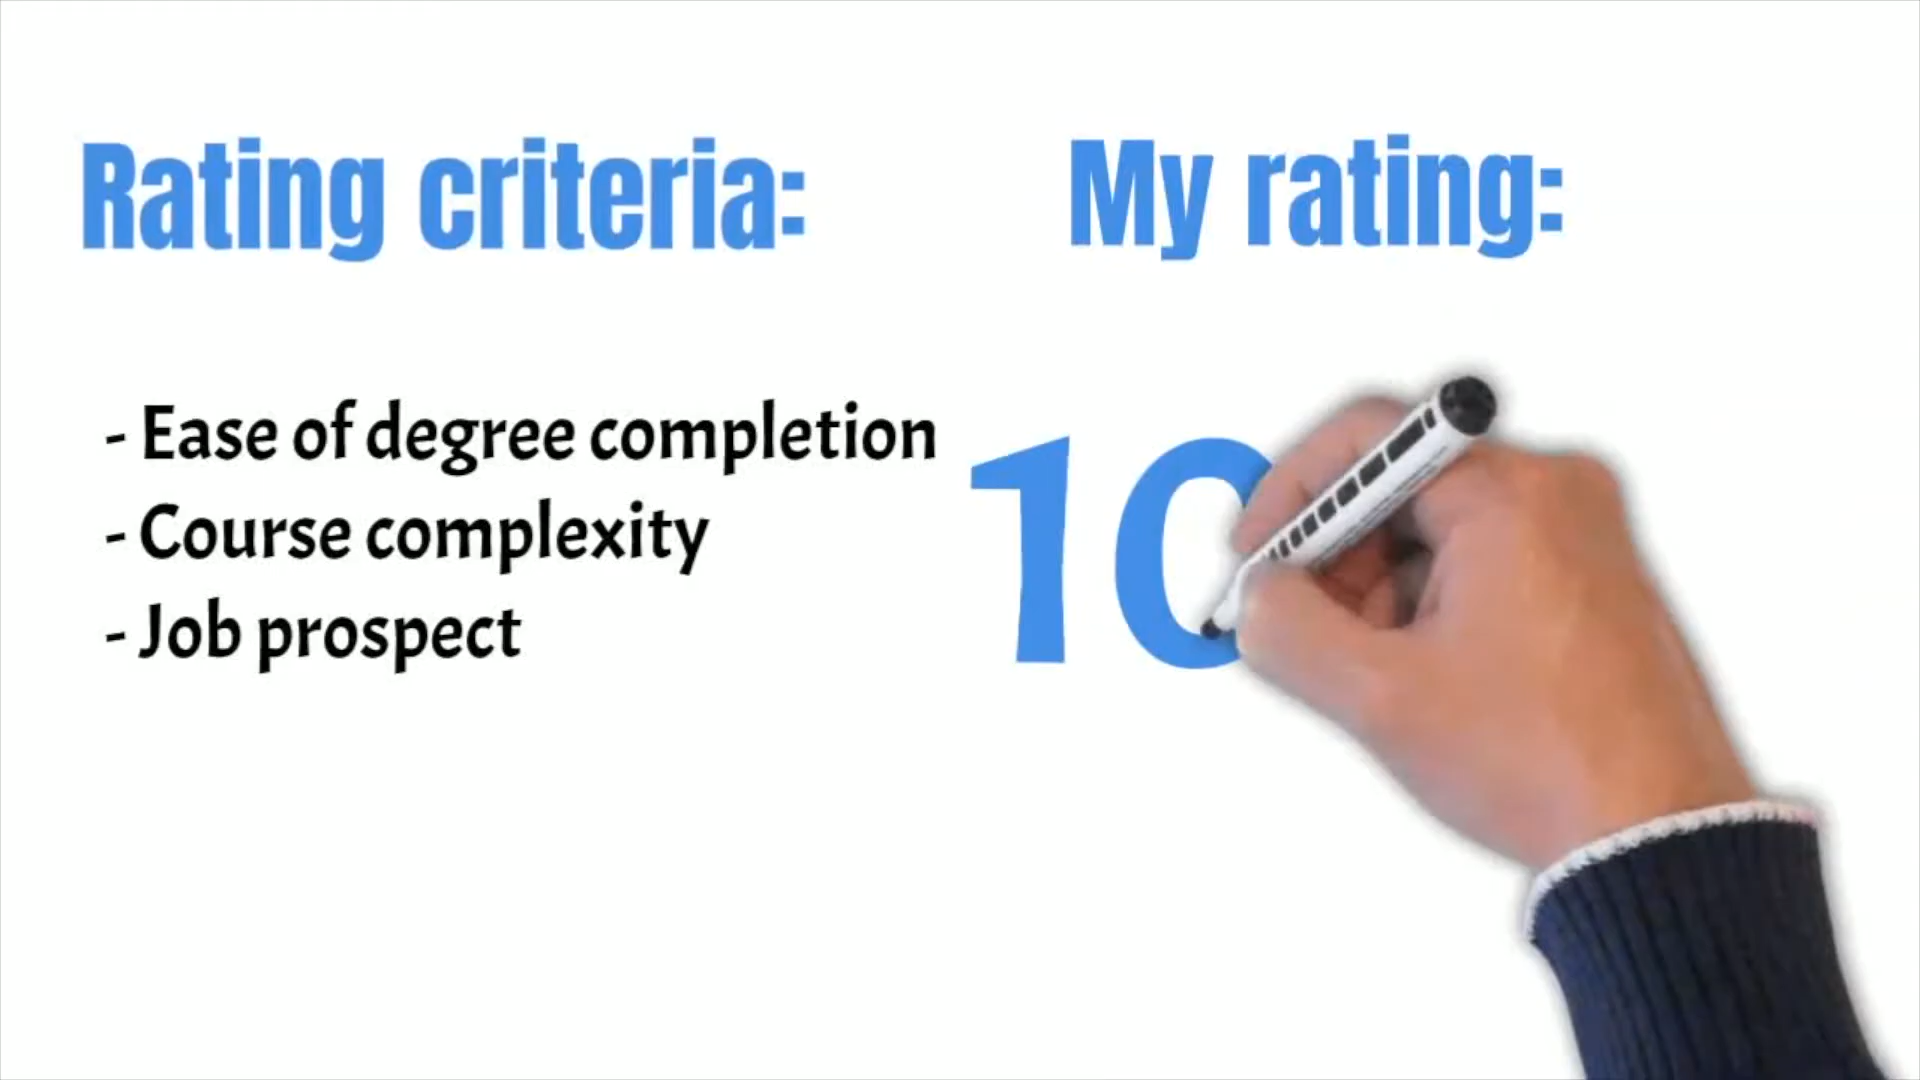 Rating criteria:
My rating:
- Ease of degree completion
- Course complexity
- Job prospect
10